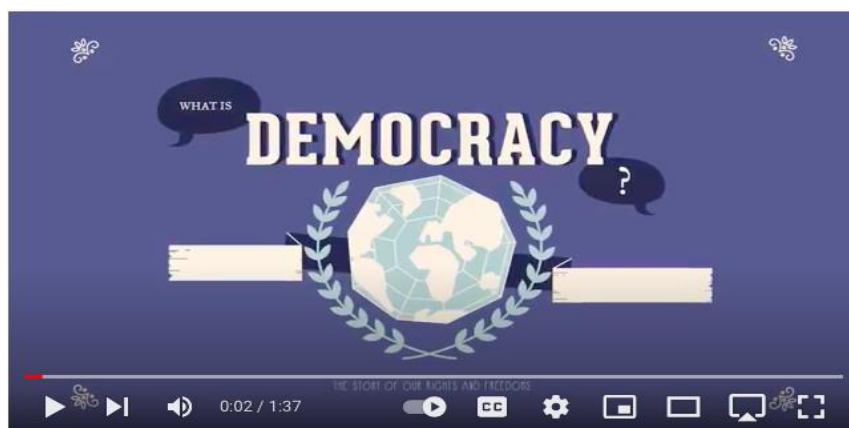 WHAT IS
DEMOCRACY
?
THE STORY OF OUR RIGHTS AND FREEDOMS
0:02 / 1:37
CC